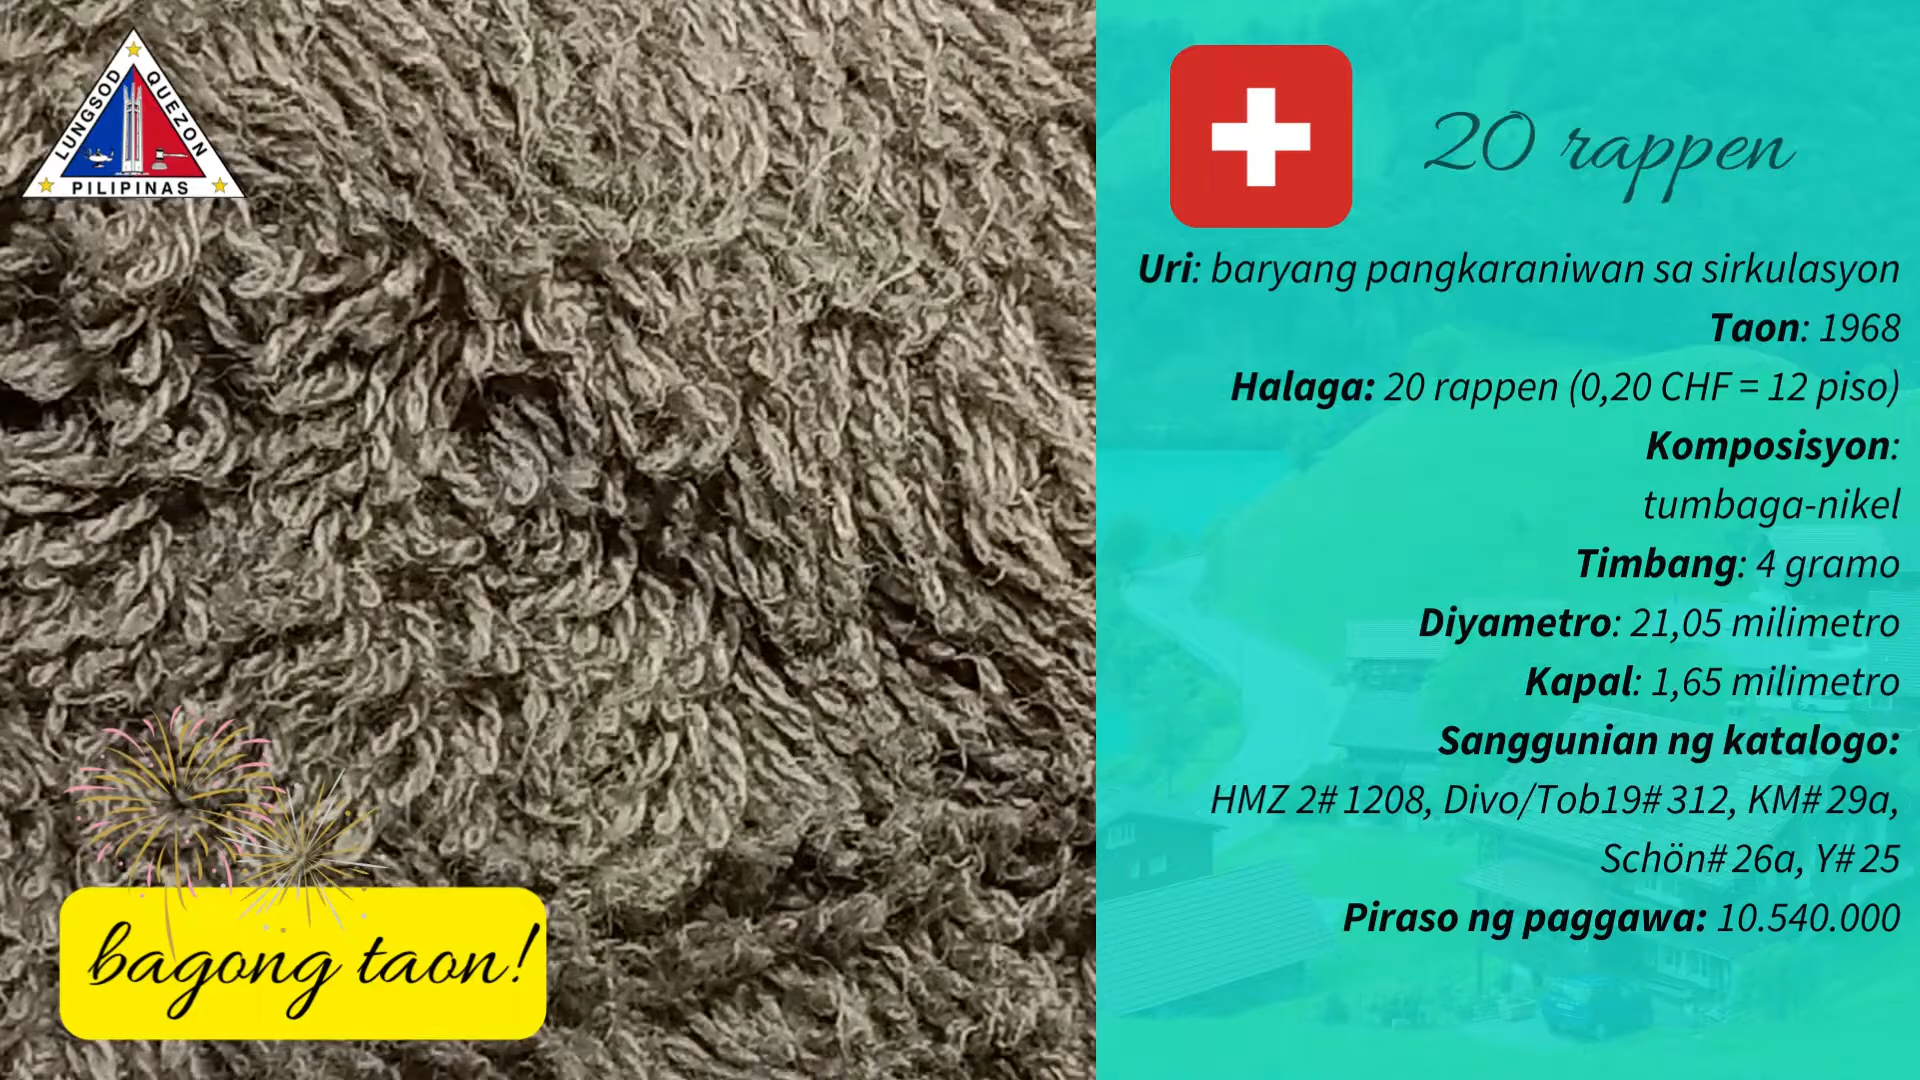 LUNGSOD QUEZON
PILIPINAS
bagong taon!
20 rappen
Uri: baryang pangkaraniwan sa sirkulasyon
Taon: 1968
Halaga: 20 rappen (0,20 CHF = 12 piso)
Komposisyon:
tumbaga-nikel
Timbang: 4 gramo
Diyametro: 21,05 milimetro
Kapal: 1,65 milimetro
Sanggunian ng katalogo:
HMZ 2# 1208, Divo/Tob19# 312, KM# 29a,
Schön# 26a, Y# 25
Piraso ng paggawa: 10.540.000